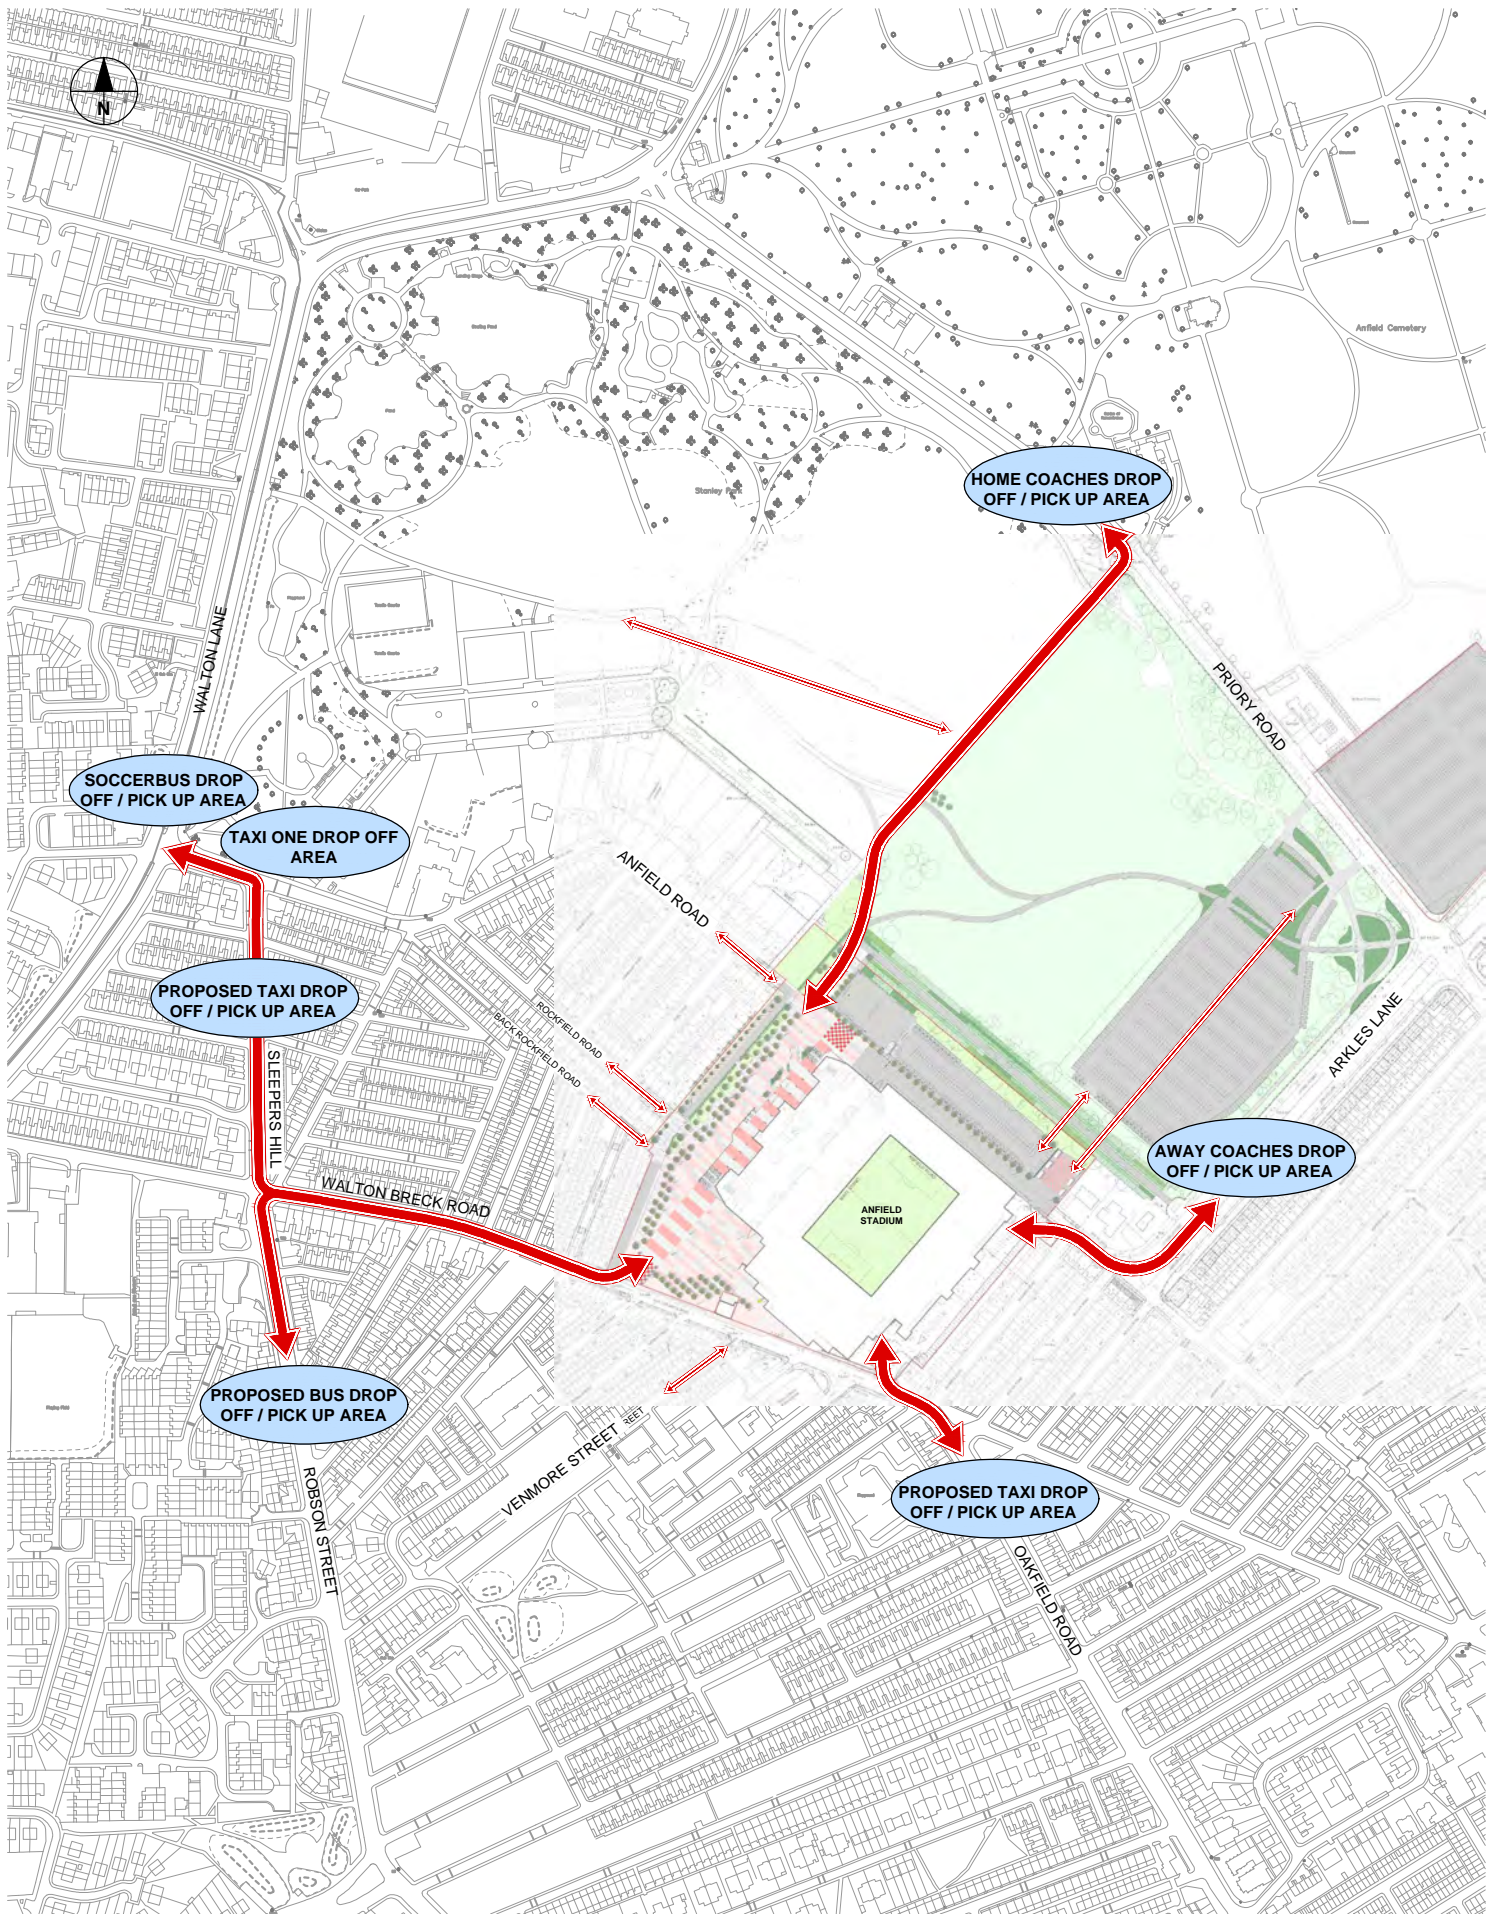 N
Stanley Park
Anfield Cemetery
HOME COACHES DROP
OFF / PICK UP AREA
WALTON LANE
PRIORY ROAD
SOCCERBUS DROP
OFF / PICK UP AREA
TAXI ONE DROP OFF
AREA
ANFIELD ROAD
PROPOSED TAXI DROP
OFF / PICK UP AREA
ROCKFIELD ROAD
BACK ROCKFIELD ROAD
SLEEPERS HILL
ARKLES LANE
AWAY COACHES DROP
OFF / PICK UP AREA
WALTON BRECK ROAD
ANFIELD
STADIUM
PROPOSED BUS DROP
OFF / PICK UP AREA
VENMORE STREET
REET
ROBSON STREET
PROPOSED TAXI DROP
OFF / PICK UP AREA
OAKFIELD ROAD